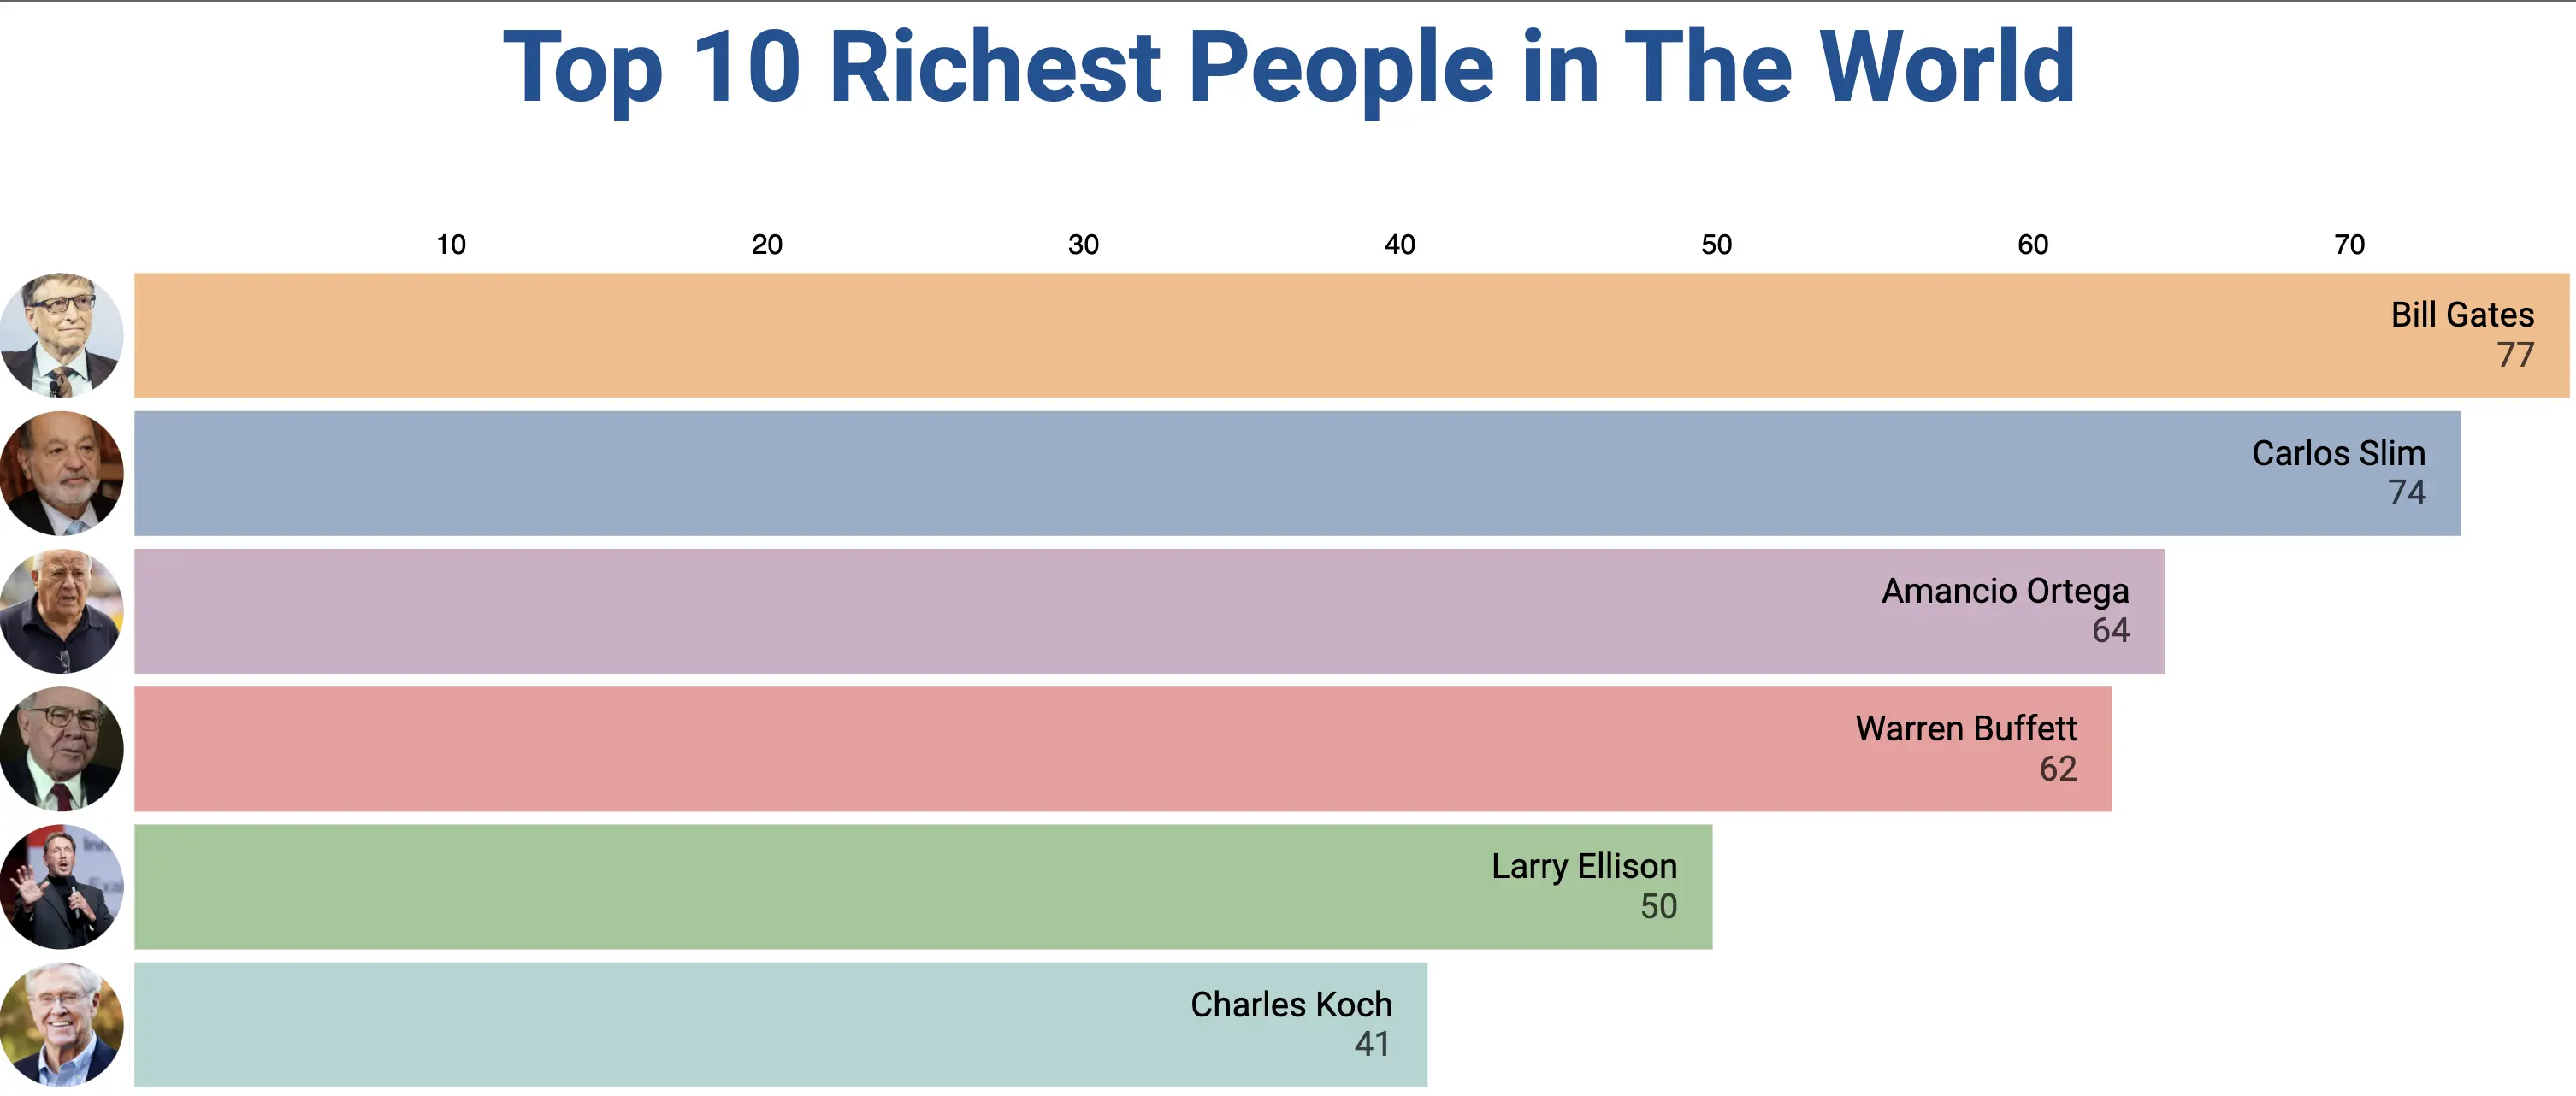 Top 10 Richest People in The World
10 20 30 40 50 60 70
Bill Gates
77
Carlos Slim
74
Amancio Ortega
64
Warren Buffett
62
Larry Ellison
50
Charles Koch
41